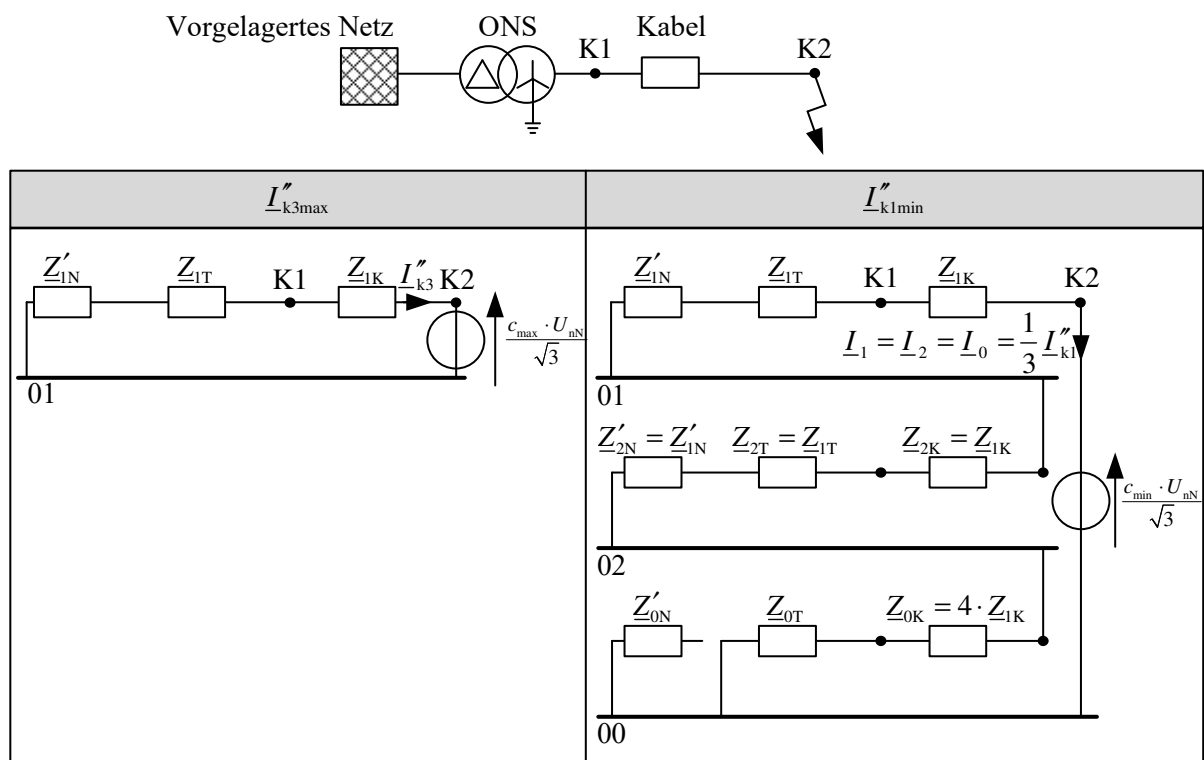 Vorgelagertes Netz ONS Kabel
K1 K2
I″k3max I″k1min
Z′1N Z1T K1 Z1K I″k3 K2
cmax · UnN / √3
01
Z′1N Z1T K1 Z1K K2
I1 = I2 = I0 = 1/3 I″k1
01
Z′2N = Z′1N Z2T = Z1T Z2K = Z1K
cmin · UnN / √3
02
Z′0N Z0T Z0K = 4 · Z1K
00